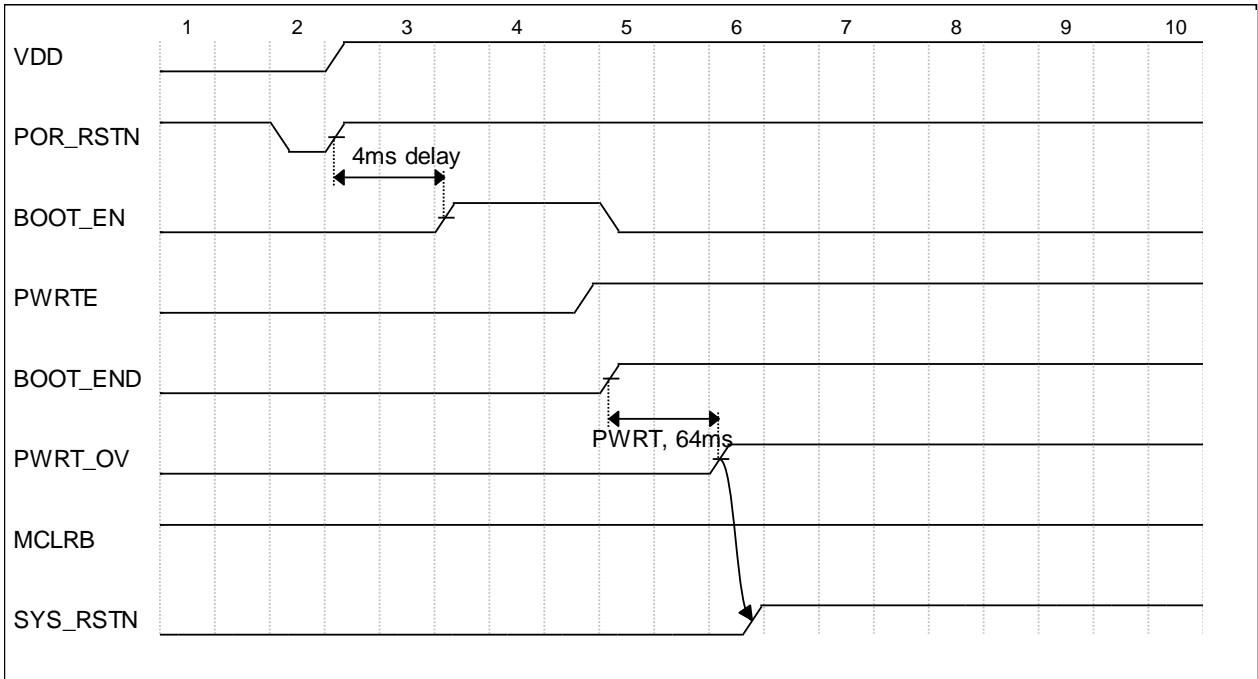 1 2 3 4 5 6 7 8 9 10
VDD
POR_RSTN
4ms delay
BOOT_EN
PWRTE
BOOT_END
PWRT, 64ms
PWRT_OV
MCLRB
SYS_RSTN